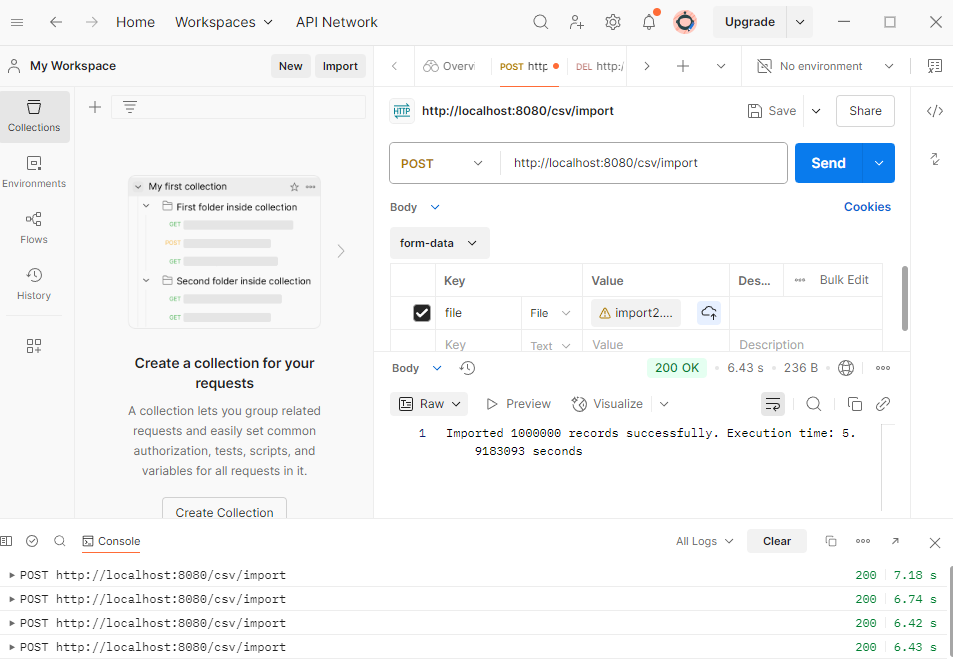 Home Workspaces API Network Upgrade
My Workspace New Import
Overvi POST http DEL http:/ No environment
Collections
Environments
Flows
History
My first collection
First folder inside collection
GET
POST
GET
Second folder inside collection
GET
GET
Create a collection for your
requests
A collection lets you group related
requests and easily set common
authorization, tests, scripts, and
variables for all requests in it.
Create Collection
HTTP http://localhost:8080/csv/import Save Share
POST http://localhost:8080/csv/import Send
Body Cookies
form-data
Key Value Des... Bulk Edit
file File import2....
Key Text Value Description
Body 200 OK 6.43 s 236 B
Raw Preview Visualize
1 Imported 1000000 records successfully. Execution time: 5.
9183093 seconds
Console All Logs Clear
POST http://localhost:8080/csv/import 200 7.18 s
POST http://localhost:8080/csv/import 200 6.74 s
POST http://localhost:8080/csv/import 200 6.42 s
POST http://localhost:8080/csv/import 200 6.43 s